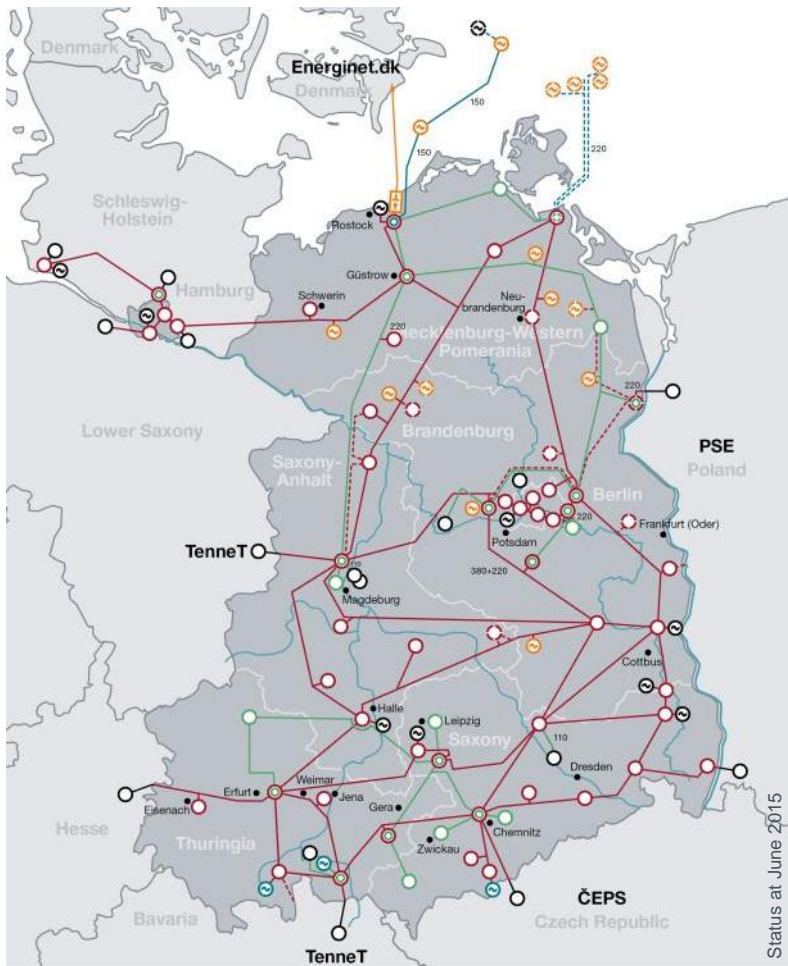 Denmark
Energinet.dk
Denmark
150
150
220
Schleswig-
Holstein
Rostock
Güstrow
Hamburg
Schwerin
Neu-
brandenburg
220
Mecklenburg-Western
Pomerania
220
Lower Saxony
Brandenburg
PSE
Poland
Saxony-
Anhalt
Berlin
220
Frankfurt (Oder)
Potsdam
TenneT
110
380+220
Magdeburg
Cottbus
Halle
Leipzig
Saxony
110
Dresden
Weimar
Erfurt
Jena
Eisenach
Gera
Chemnitz
Zwickau
Hesse
Thuringia
ČEPS
Czech Republic
Bavaria
TenneT
Status at June 2015